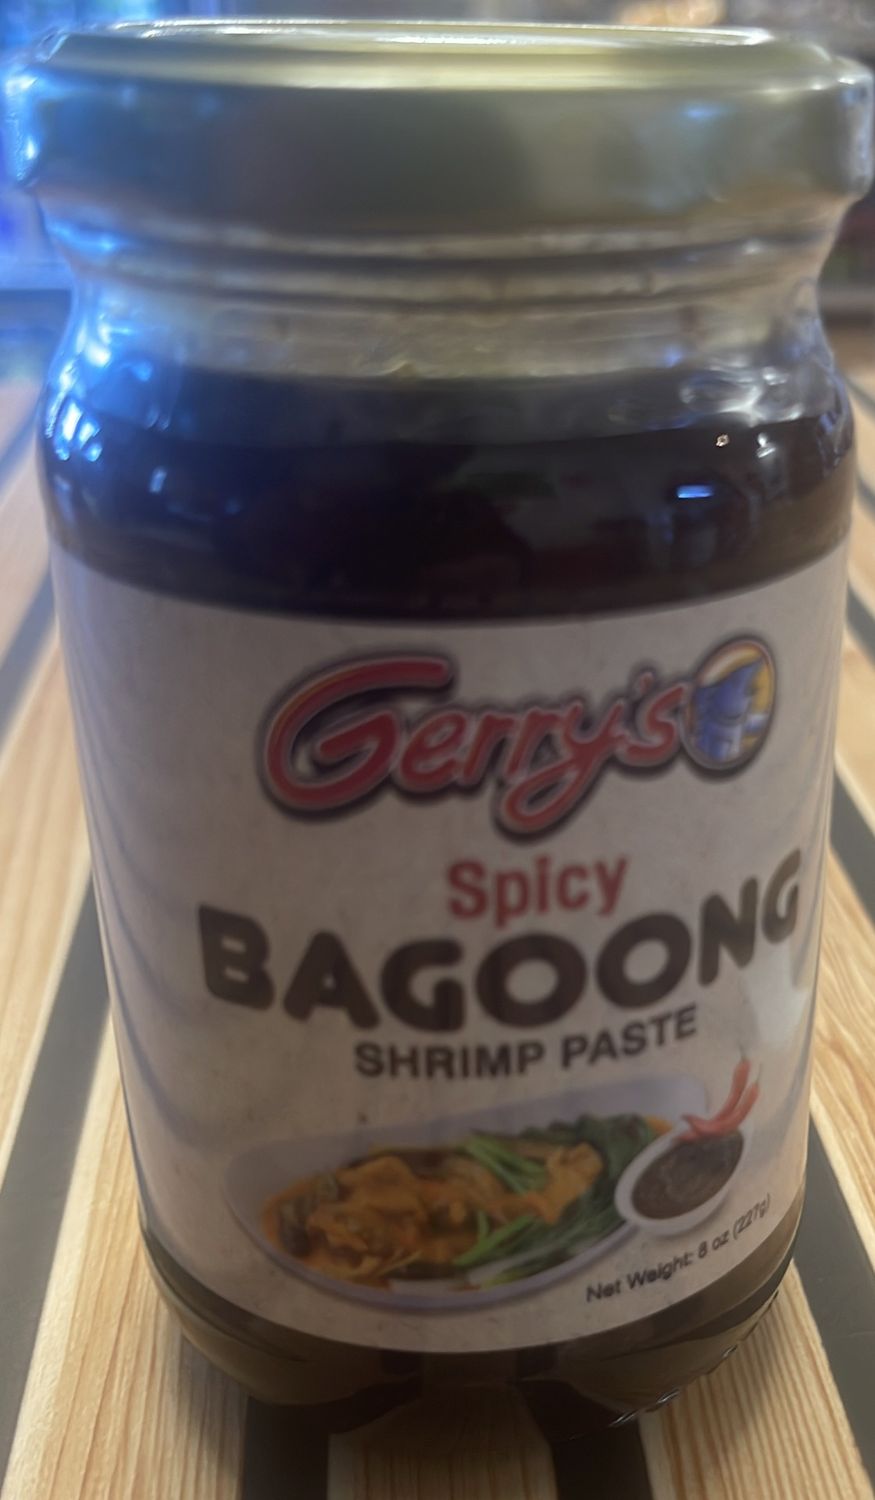 Gerry's
Spicy
BAGOONG
SHRIMP PASTE
Net Weight: 8 oz (227g)